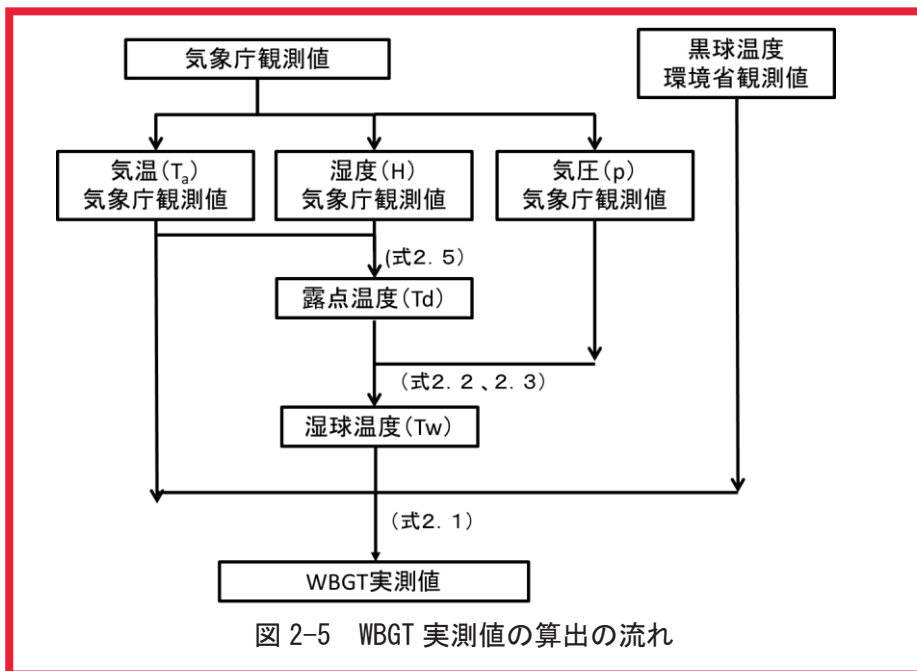 気象庁観測値
黒球温度
環境省観測値
気温(Ta)
気象庁観測値
湿度(H)
気象庁観測値
気圧(p)
気象庁観測値
(式2.5)
露点温度(Td)
(式2.2、2.3)
湿球温度(Tw)
(式2.1)
WBGT実測値
図 2-5 WBGT 実測値の算出の流れ